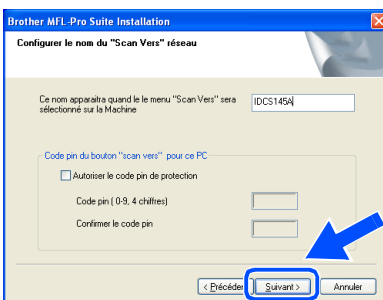 Brother MFL-Pro Suite Installation
Configurer le nom du "Scan Vers" réseau
Ce nom apparaitra quand le le menu "Scan Vers" sera
sélectionné sur la Machine
IDCS145A
Code pin du bouton "scan vers" pour ce PC
Autoriser le code pin de protection
Code pin ( 0-9, 4 chiffres)
Confirmer le code pin
< Précéden
Suivant >
Annuler